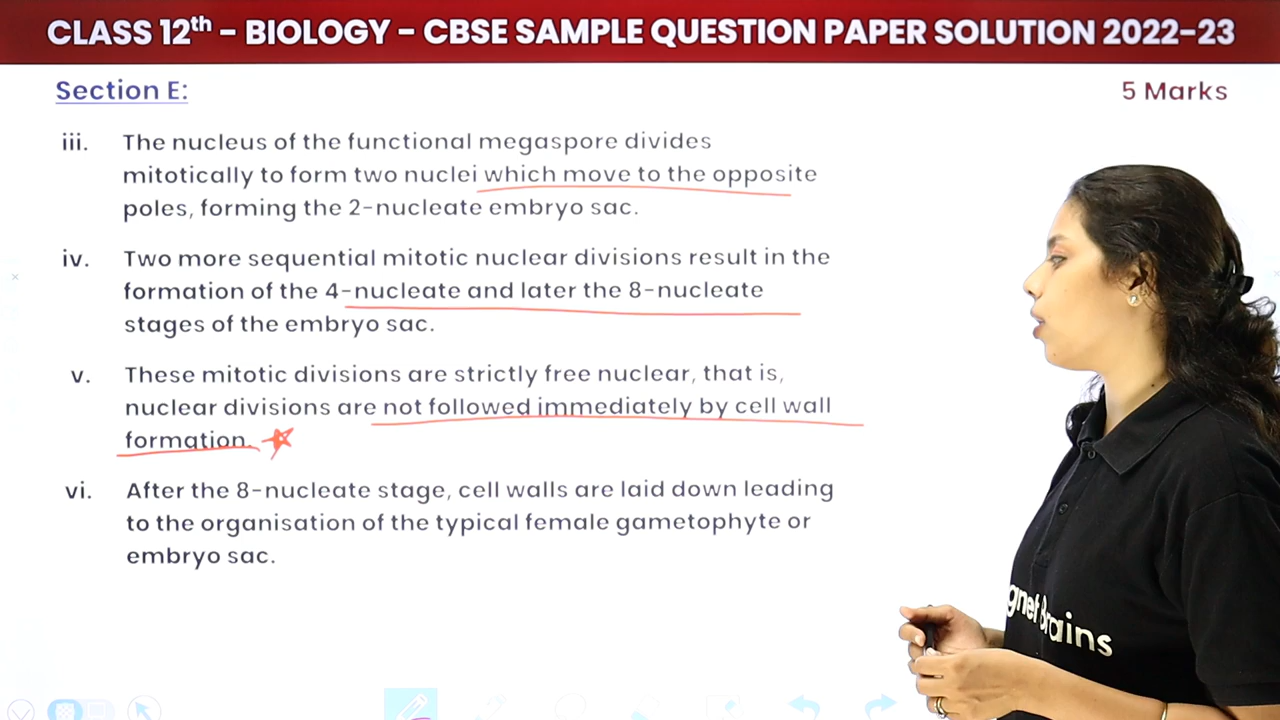 CLASS 12th – BIOLOGY – CBSE SAMPLE QUESTION PAPER SOLUTION 2022–23
Section E:
5 Marks
iii. The nucleus of the functional megaspore divides
mitotically to form two nuclei which move to the opposite
poles, forming the 2-nucleate embryo sac.
iv. Two more sequential mitotic nuclear divisions result in the
formation of the 4-nucleate and later the 8-nucleate
stages of the embryo sac.
v. These mitotic divisions are strictly free nuclear, that is,
nuclear divisions are not followed immediately by cell wall
formation.
vi. After the 8-nucleate stage, cell walls are laid down leading
to the organisation of the typical female gametophyte or
embryo sac.
gnet Brains